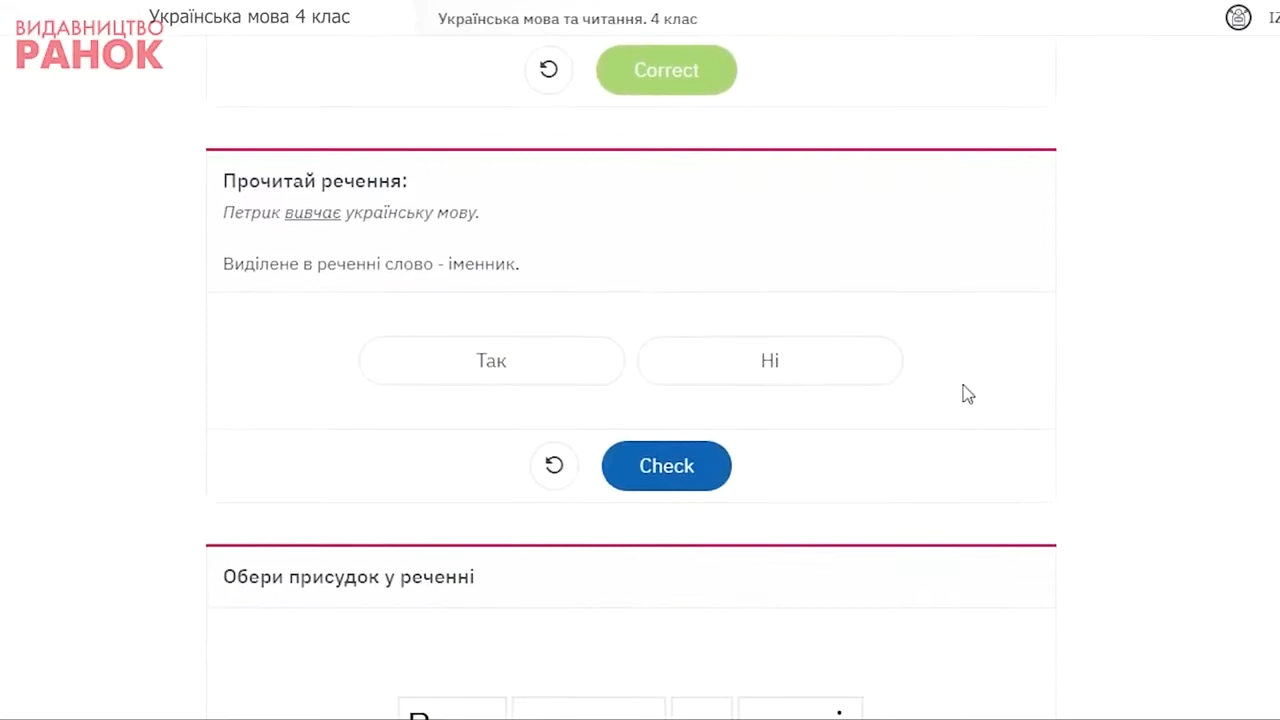 Українська мова 4 клас
Українська мова та читання. 4 клас
ВИДАВНИЦТВО
РАНОК
Correct
Прочитай речення:
Петрик вивчає українську мову.
Виділене в реченні слово - іменник.
Так
Ні
Check
Обери присудок у реченні